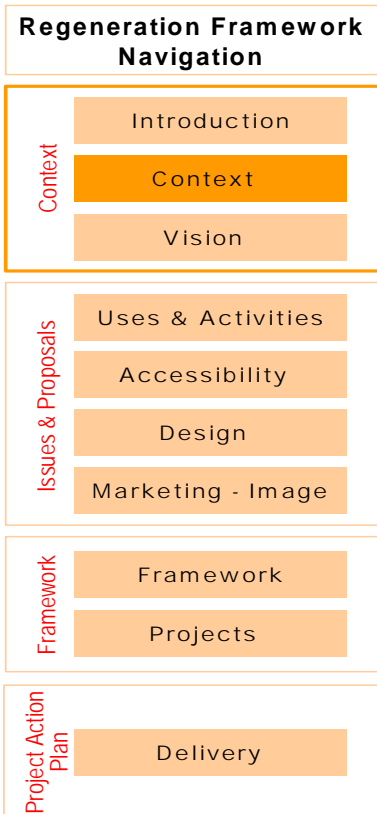 Regeneration Framework
Navigation
Context
Introduction
Context
Vision
Issues & Proposals
Uses & Activities
Accessibility
Design
Marketing - Image
Framework
Framework
Projects
Project Action
Plan
Delivery